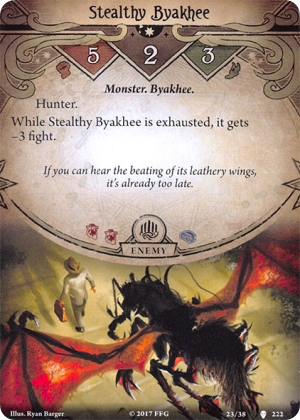 Stealthy Byakhee
5 2 3
Monster. Byakhee.
Hunter.
While Stealthy Byakhee is exhausted, it gets
–3 fight.
If you can hear the beating of its leathery wings,
it's already too late.
ENEMY
Illus. Ryan Barger © 2017 FFG 23/38 222